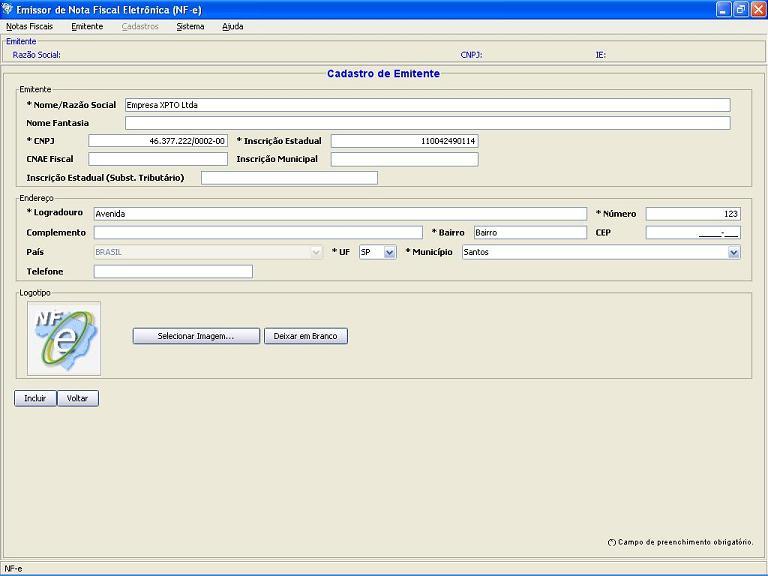 Emissor de Nota Fiscal Eletrônica (NF-e)
Notas Fiscais Emitente Cadastros Sistema Ajuda
Emitente
Razão Social: CNPJ: IE:
Cadastro de Emitente
Emitente
* Nome/Razão Social Empresa XPTO Ltda
Nome Fantasia
* CNPJ 46.377.222/0002-00 * Inscrição Estadual 110042490114
CNAE Fiscal Inscrição Municipal
Inscrição Estadual (Subst. Tributário)
Endereço
* Logradouro Avenida * Número 123
Complemento * Bairro Bairro CEP _____-___
País BRASIL * UF SP * Município Santos
Telefone
Logotipo
NF e
Selecionar Imagem... Deixar em Branco
Incluir Voltar
(*) Campo de preenchimento obrigatório.
NF-e